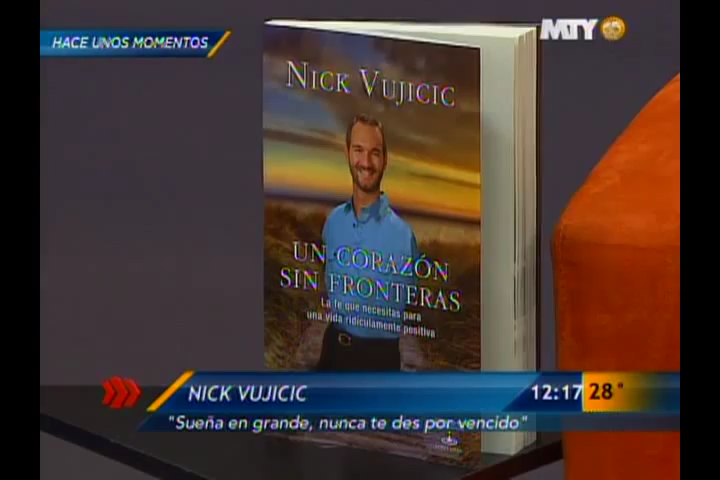 HACE UNOS MOMENTOS
MTY
NICK VUJICIC
UN CORAZÓN
SIN FRONTERAS
La fe que necesitas para
una vida ridículamente positiva
NICK VUJICIC
12:17 28°
"Sueña en grande, nunca te des por vencido"